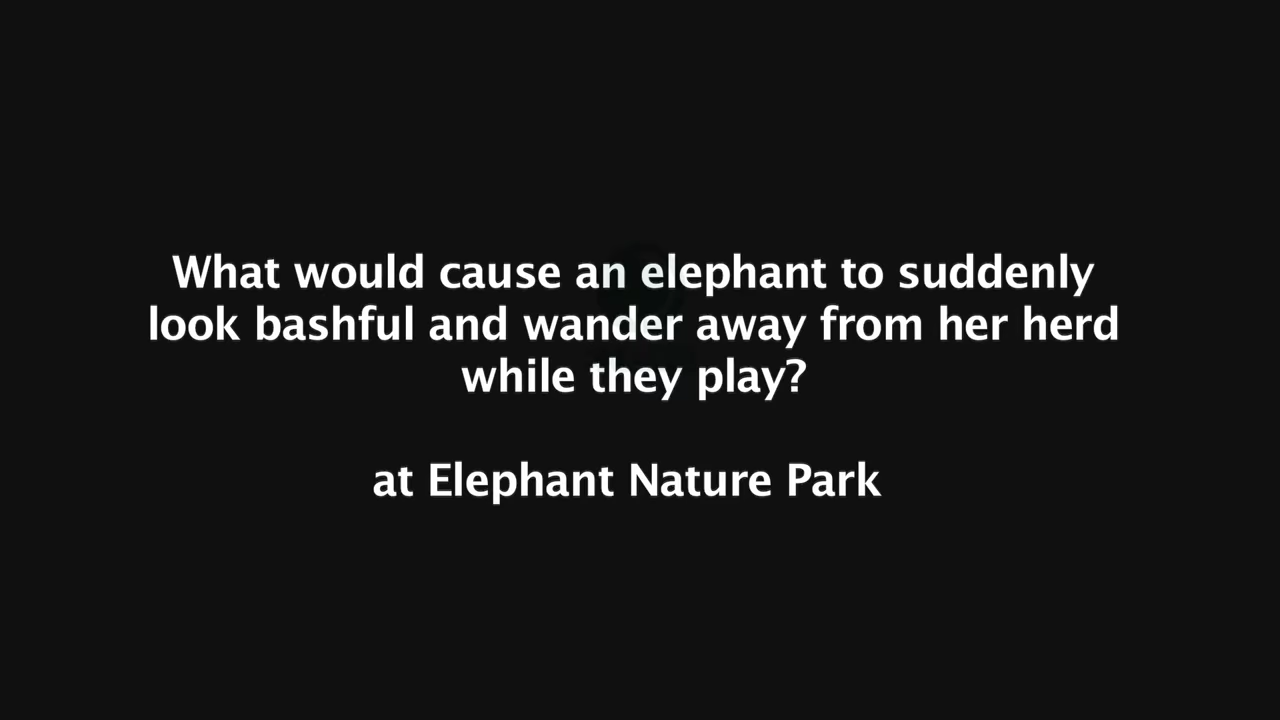 What would cause an elephant to suddenly
look bashful and wander away from her herd
while they play?
at Elephant Nature Park